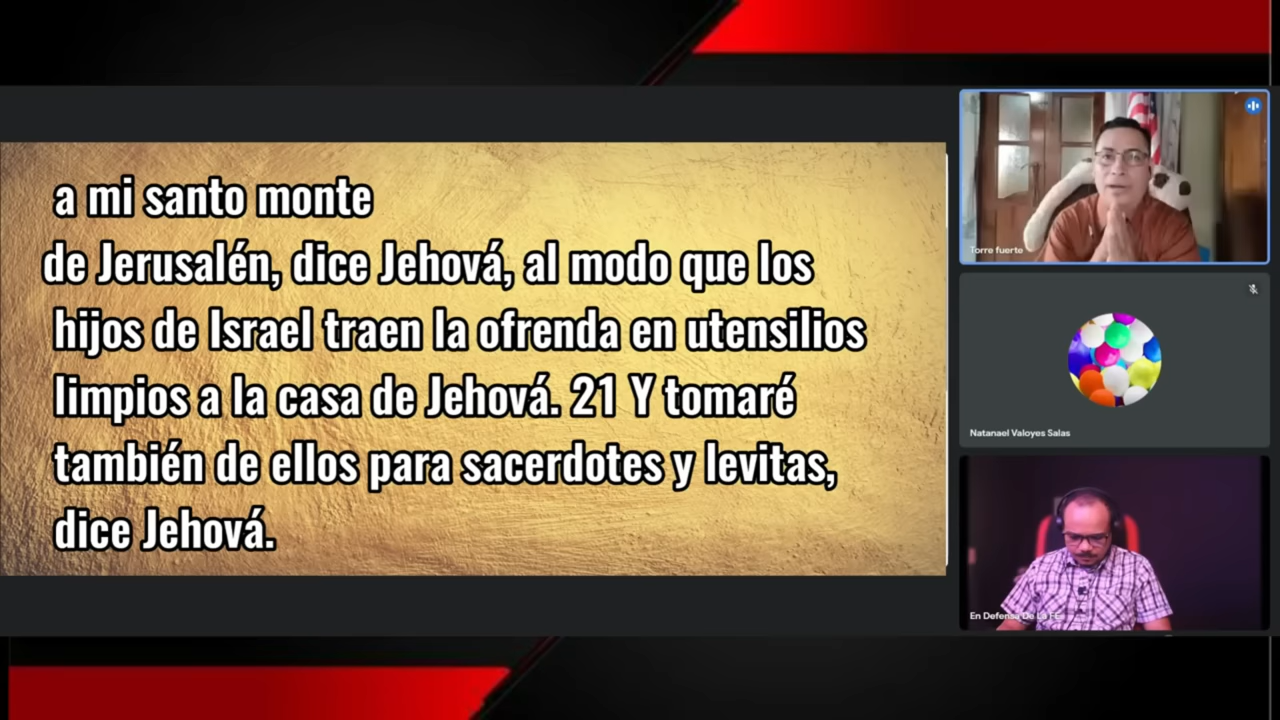 a mi santo monte
de Jerusalén, dice Jehová, al modo que los
hijos de Israel traen la ofrenda en utensilios
limpios a la casa de Jehová. 21 Y tomaré
también de ellos para sacerdotes y levitas,
dice Jehová.
Torre fuerte
Natanael Valoyes Salas
En Defensa De La FE